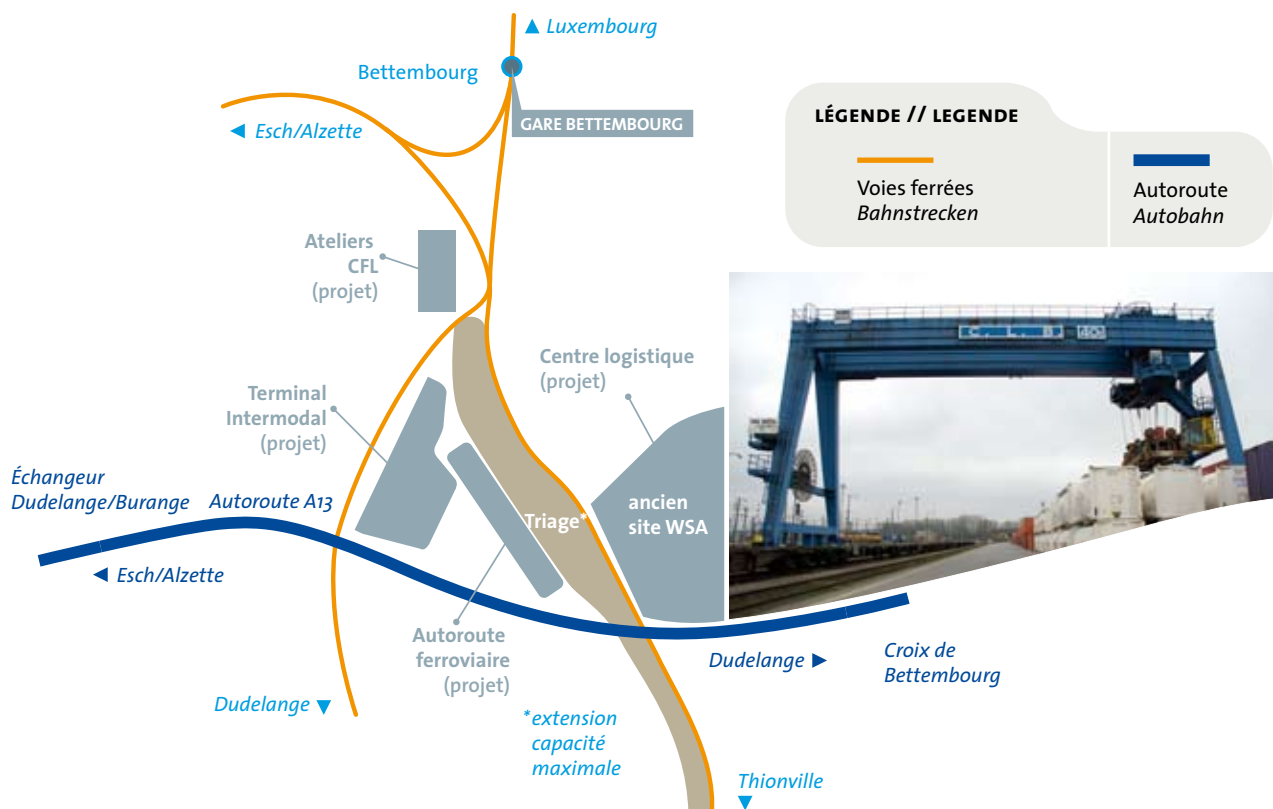 ▲ Luxembourg
Bettembourg
GARE BETTEMBOURG
◄ Esch/Alzette
LÉGENDE // LEGENDE
Voies ferrées
Bahnstrecken
Autoroute
Autobahn
Ateliers
CFL
(projet)
C. L. B.
Centre logistique
(projet)
Terminal
Intermodal
(projet)
Échangeur
Dudelange/Burange
Autoroute A13
Triage*
ancien
site WSA
◄ Esch/Alzette
Autoroute
ferroviaire
(projet)
Dudelange ►
Croix de
Bettembourg
Dudelange ▼
*extension
capacité
maximale
Thionville
▼